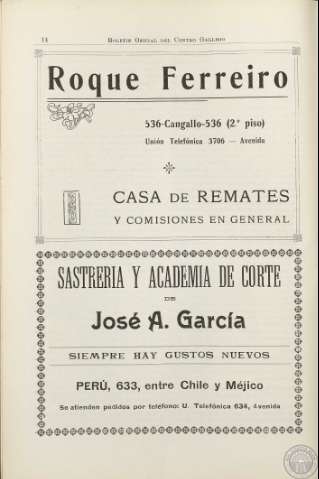 14 BOLETIN OFICIAL DEL CENTRO GALLEGO
Roque Ferreiro
536-Cangallo-536 (2.º piso)
Unión Telefónica 3706 — Avenida
CASA DE REMATES
Y COMISIONES EN GENERAL
SASTRERIA Y ACADEMIA DE CORTE
DE
José A. García
SIEMPRE HAY GUSTOS NUEVOS
PERÚ, 633, entre Chile y Méjico
Se atienden pedidos por teléfono: U. Telefónica 634, Avenida